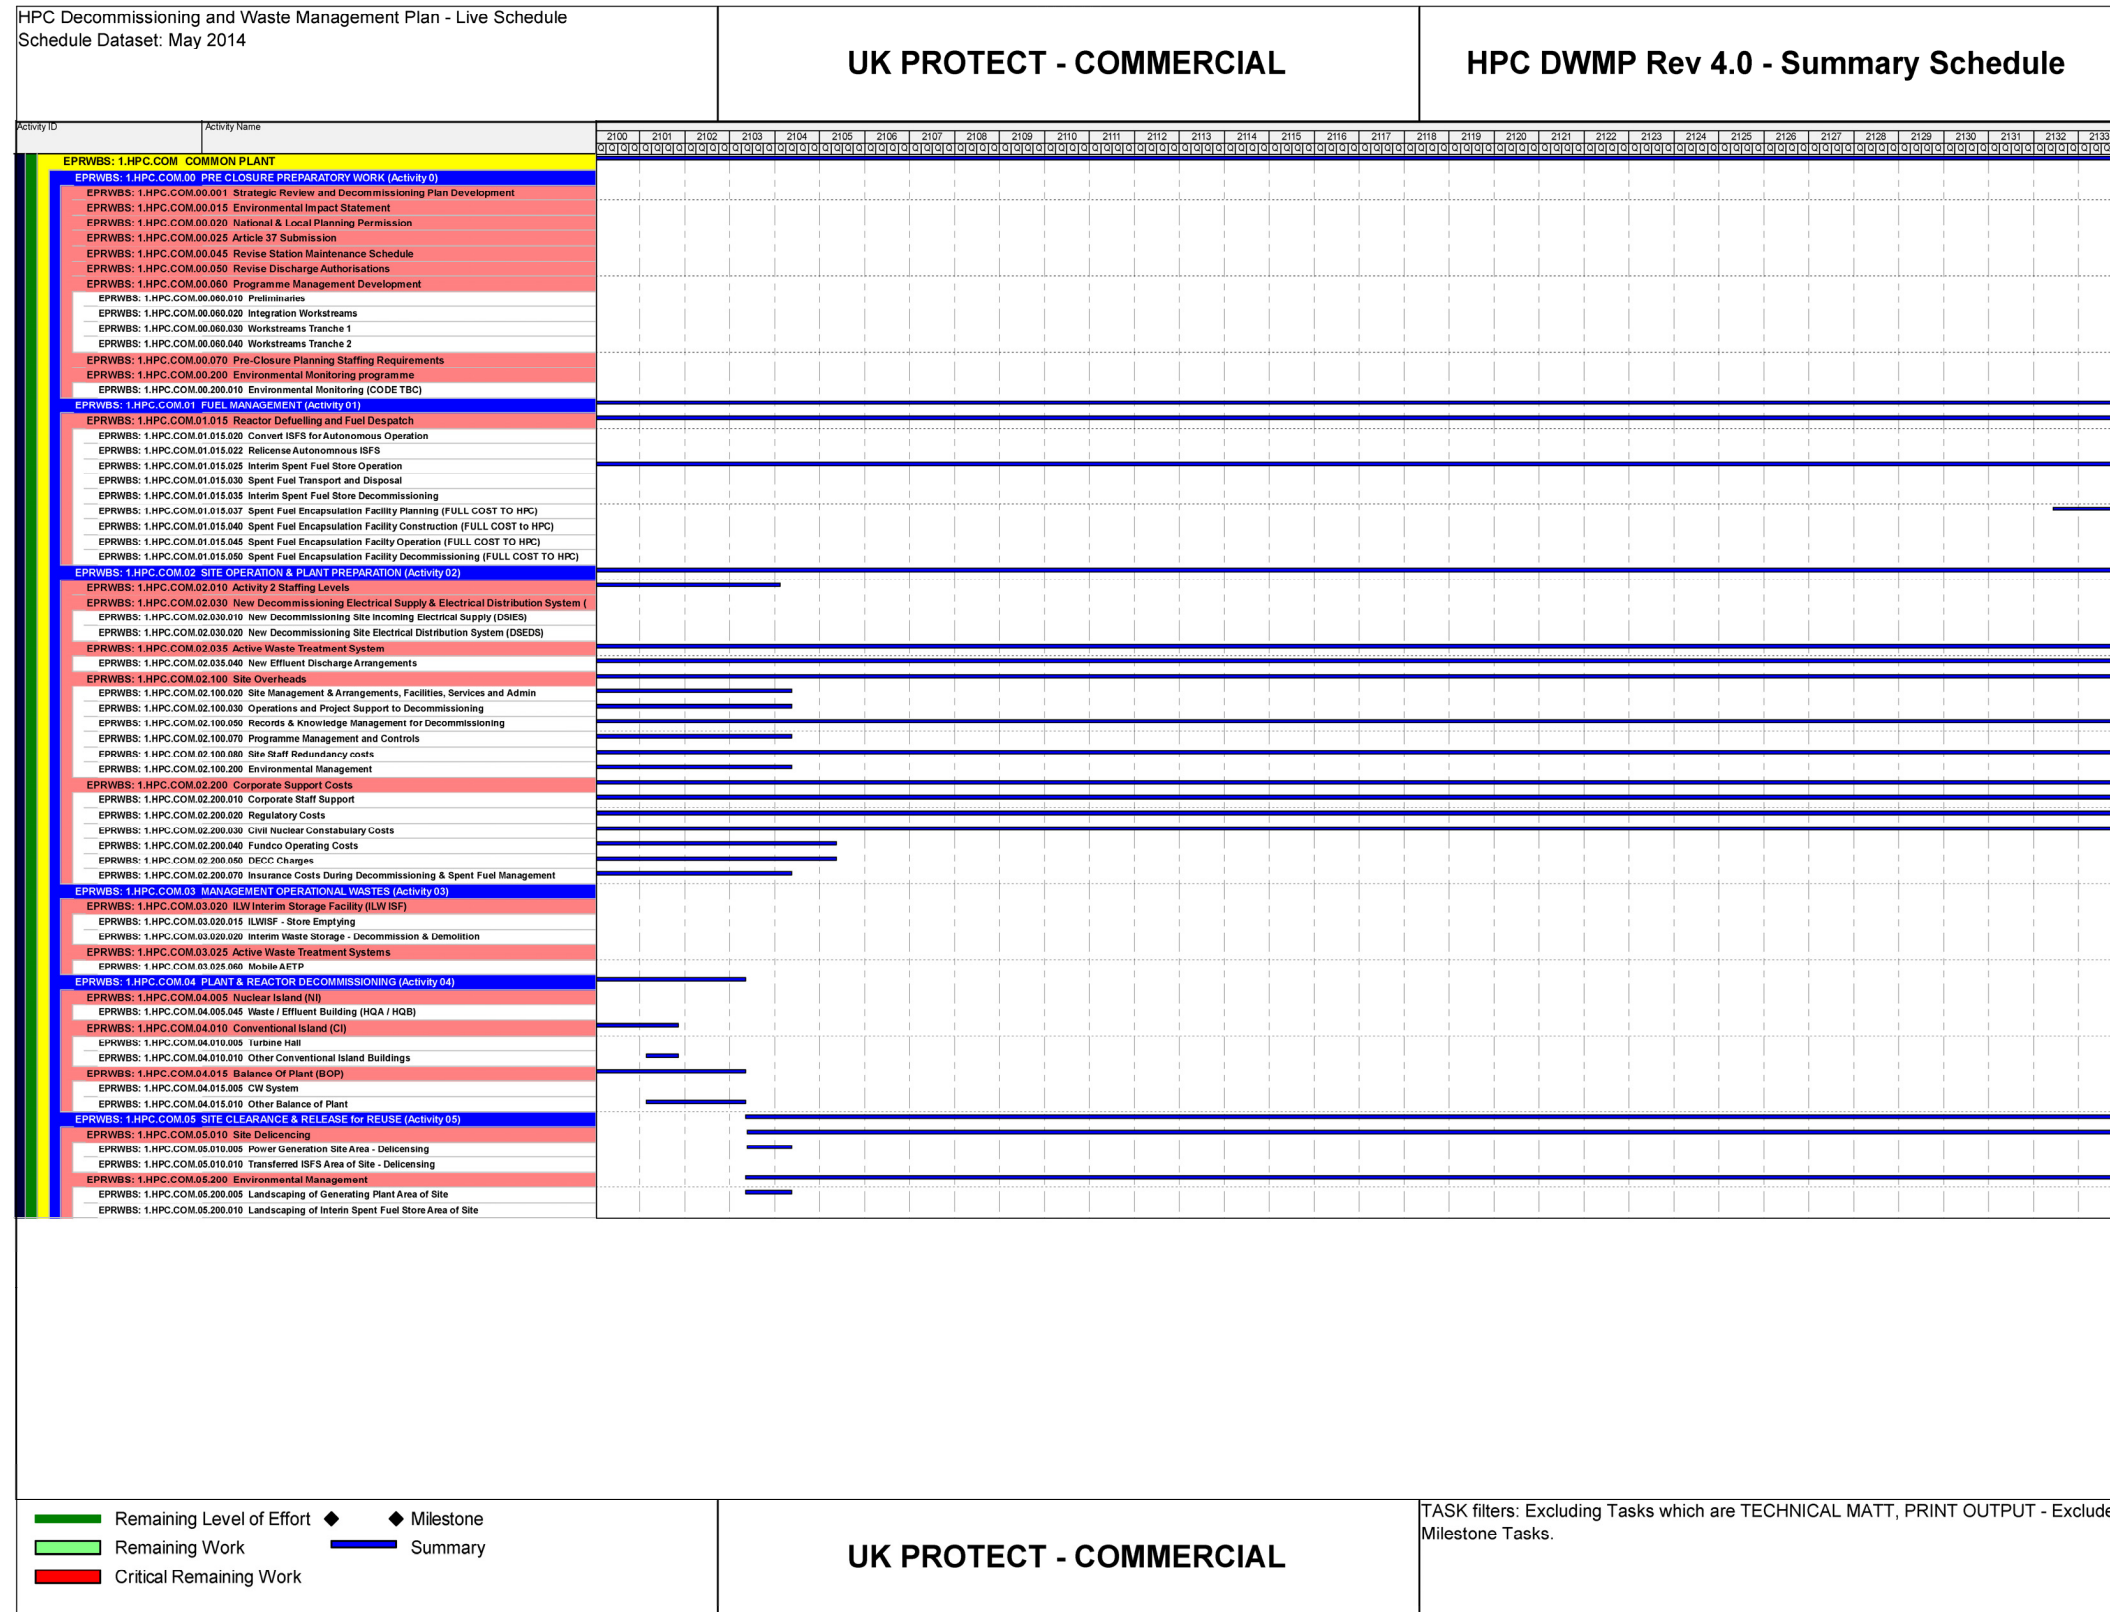 HPC Decommissioning and Waste Management Plan - Live Schedule
Schedule Dataset: May 2014
UK PROTECT - COMMERCIAL
HPC DWMP Rev 4.0 - Summary Schedule
Activity ID Activity Name
2100 2101 2102 2103 2104 2105 2106 2107 2108 2109 2110 2111 2112 2113 2114 2115 2116 2117 2118 2119 2120 2121 2122 2123 2124 2125 2126 2127 2128 2129 2130 2131 2132 2133
EPRWBS: 1.HPC.COM COMMON PLANT
EPRWBS: 1.HPC.COM.00 PRE CLOSURE PREPARATORY WORK (Activity 0)
EPRWBS: 1.HPC.COM.00.001 Strategic Review and Decommissioning Plan Development
EPRWBS: 1.HPC.COM.00.015 Environmental Impact Statement
EPRWBS: 1.HPC.COM.00.020 National & Local Planning Permission
EPRWBS: 1.HPC.COM.00.025 Article 37 Submission
EPRWBS: 1.HPC.COM.00.045 Revise Station Maintenance Schedule
EPRWBS: 1.HPC.COM.00.050 Revise Discharge Authorisations
EPRWBS: 1.HPC.COM.00.060 Programme Management Development
EPRWBS: 1.HPC.COM.00.060.010 Preliminaries
EPRWBS: 1.HPC.COM.00.060.020 Integration Workstreams
EPRWBS: 1.HPC.COM.00.060.030 Workstreams Tranche 1
EPRWBS: 1.HPC.COM.00.060.040 Workstreams Tranche 2
EPRWBS: 1.HPC.COM.00.070 Pre-Closure Planning Staffing Requirements
EPRWBS: 1.HPC.COM.00.200 Environmental Monitoring programme
EPRWBS: 1.HPC.COM.00.200.010 Environmental Monitoring (CODE TBC)
EPRWBS: 1.HPC.COM.01 FUEL MANAGEMENT (Activity 01)
EPRWBS: 1.HPC.COM.01.015 Reactor Defuelling and Fuel Despatch
EPRWBS: 1.HPC.COM.01.015.020 Convert ISFS for Autonomous Operation
EPRWBS: 1.HPC.COM.01.015.022 Relicense Autonomnous ISFS
EPRWBS: 1.HPC.COM.01.015.025 Interim Spent Fuel Store Operation
EPRWBS: 1.HPC.COM.01.015.030 Spent Fuel Transport and Disposal
EPRWBS: 1.HPC.COM.01.015.035 Interim Spent Fuel Store Decommissioning
EPRWBS: 1.HPC.COM.01.015.037 Spent Fuel Encapsulation Facility Planning (FULL COST TO HPC)
EPRWBS: 1.HPC.COM.01.015.040 Spent Fuel Encapsulation Facility Construction (FULL COST to HPC)
EPRWBS: 1.HPC.COM.01.015.045 Spent Fuel Encapsulation Facilty Operation (FULL COST TO HPC)
EPRWBS: 1.HPC.COM.01.015.050 Spent Fuel Encapsulation Facility Decommissioning (FULL COST TO HPC)
EPRWBS: 1.HPC.COM.02 SITE OPERATION & PLANT PREPARATION (Activity 02)
EPRWBS: 1.HPC.COM.02.010 Activity 2 Staffing Levels
EPRWBS: 1.HPC.COM.02.030 New Decommissioning Electrical Supply & Electrical Distribution System (
EPRWBS: 1.HPC.COM.02.030.010 New Decommissioning Site Incoming Electrical Supply (DSIES)
EPRWBS: 1.HPC.COM.02.030.020 New Decommissioning Site Electrical Distribution System (DSEDS)
EPRWBS: 1.HPC.COM.02.035 Active Waste Treatment System
EPRWBS: 1.HPC.COM.02.035.040 New Effluent Discharge Arrangements
EPRWBS: 1.HPC.COM.02.100 Site Overheads
EPRWBS: 1.HPC.COM.02.100.020 Site Management & Arrangements, Facilities, Services and Admin
EPRWBS: 1.HPC.COM.02.100.030 Operations and Project Support to Decommissioning
EPRWBS: 1.HPC.COM.02.100.050 Records & Knowledge Management for Decommissioning
EPRWBS: 1.HPC.COM.02.100.070 Programme Management and Controls
EPRWBS: 1.HPC.COM.02.100.080 Site Staff Redundancy costs
EPRWBS: 1.HPC.COM.02.100.200 Environmental Management
EPRWBS: 1.HPC.COM.02.200 Corporate Support Costs
EPRWBS: 1.HPC.COM.02.200.010 Corporate Staff Support
EPRWBS: 1.HPC.COM.02.200.020 Regulatory Costs
EPRWBS: 1.HPC.COM.02.200.030 Civil Nuclear Constabulary Costs
EPRWBS: 1.HPC.COM.02.200.040 Fundco Operating Costs
EPRWBS: 1.HPC.COM.02.200.050 DECC Charges
EPRWBS: 1.HPC.COM.02.200.070 Insurance Costs During Decommissioning & Spent Fuel Management
EPRWBS: 1.HPC.COM.03 MANAGEMENT OPERATIONAL WASTES (Activity 03)
EPRWBS: 1.HPC.COM.03.020 ILW Interim Storage Facility (ILW ISF)
EPRWBS: 1.HPC.COM.03.020.015 ILWISF - Store Emptying
EPRWBS: 1.HPC.COM.03.020.020 Interim Waste Storage - Decommission & Demolition
EPRWBS: 1.HPC.COM.03.025 Active Waste Treatment Systems
EPRWBS: 1.HPC.COM.03.025.060 Mobile AETP
EPRWBS: 1.HPC.COM.04 PLANT & REACTOR DECOMMISSIONING (Activity 04)
EPRWBS: 1.HPC.COM.04.005 Nuclear Island (NI)
EPRWBS: 1.HPC.COM.04.005.045 Waste / Effluent Building (HQA / HQB)
EPRWBS: 1.HPC.COM.04.010 Conventional Island (CI)
EPRWBS: 1.HPC.COM.04.010.005 Turbine Hall
EPRWBS: 1.HPC.COM.04.010.010 Other Conventional Island Buildings
EPRWBS: 1.HPC.COM.04.015 Balance Of Plant (BOP)
EPRWBS: 1.HPC.COM.04.015.005 CW System
EPRWBS: 1.HPC.COM.04.015.010 Other Balance of Plant
EPRWBS: 1.HPC.COM.05 SITE CLEARANCE & RELEASE for REUSE (Activity 05)
EPRWBS: 1.HPC.COM.05.010 Site Delicencing
EPRWBS: 1.HPC.COM.05.010.005 Power Generation Site Area - Delicensing
EPRWBS: 1.HPC.COM.05.010.010 Transferred ISFS Area of Site - Delicensing
EPRWBS: 1.HPC.COM.05.200 Environmental Management
EPRWBS: 1.HPC.COM.05.200.005 Landscaping of Generating Plant Area of Site
EPRWBS: 1.HPC.COM.05.200.010 Landscaping of Interin Spent Fuel Store Area of Site
Remaining Level of Effort Milestone
Remaining Work Summary
Critical Remaining Work
UK PROTECT - COMMERCIAL
TASK filters: Excluding Tasks which are TECHNICAL MATT, PRINT OUTPUT - Exclude
Milestone Tasks.